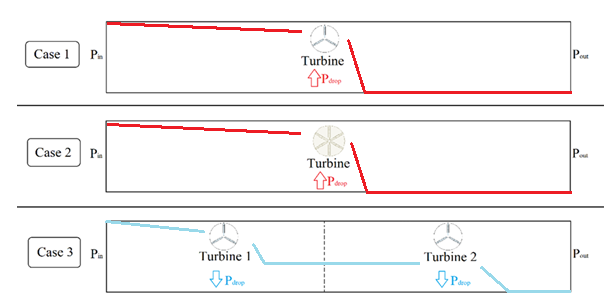 Case 1
Pin
Turbine
Pdrop
Pout
Case 2
Pin
Turbine
Pdrop
Pout
Case 3
Pin
Turbine 1
Pdrop
Turbine 2
Pdrop
Pout